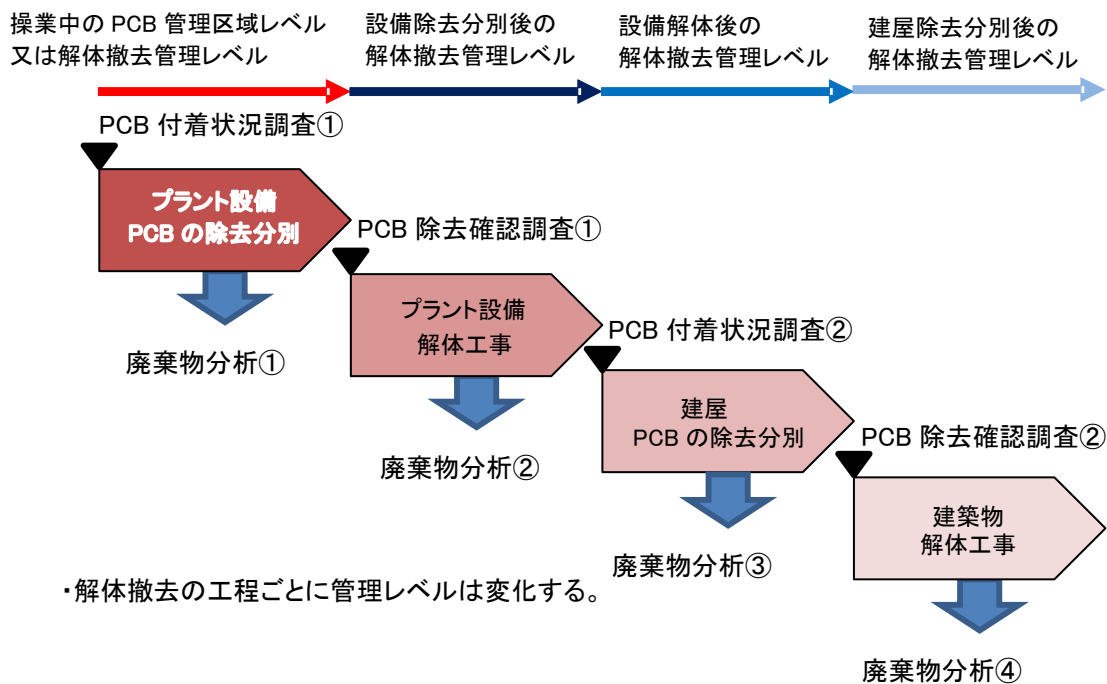 操業中の PCB 管理区域レベル
又は解体撤去管理レベル
設備除去分別後の
解体撤去管理レベル
設備解体後の
解体撤去管理レベル
建屋除去分別後の
解体撤去管理レベル
PCB 付着状況調査①
プラント設備
PCB の除去分別
PCB 除去確認調査①
廃棄物分析①
プラント設備
解体工事
PCB 付着状況調査②
廃棄物分析②
建屋
PCB の除去分別
PCB 除去確認調査②
廃棄物分析③
建築物
解体工事
・解体撤去の工程ごとに管理レベルは変化する。
廃棄物分析④